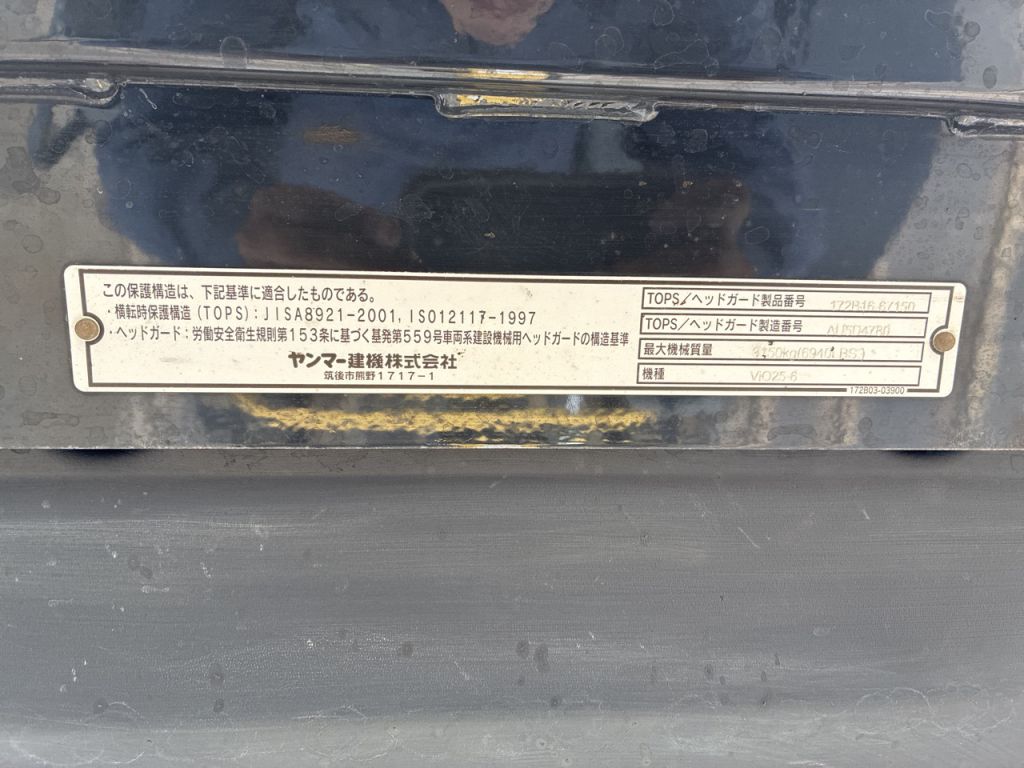 この保護構造は、下記基準に適合したものである。
・横転時保護構造(TOPS):JISA8921-2001,ISO12117-1997
・ヘッドガード:労働安全衛生規則第153条に基づく基発第559号車両系建設機械用ヘッドガードの構造基準
ヤンマー建機株式会社
筑後市熊野1717-1
TOPS/ヘッドガード製品番号
TOPS/ヘッドガード製造番号
最大機械質量
機種 ViO25-6
172B03-03900